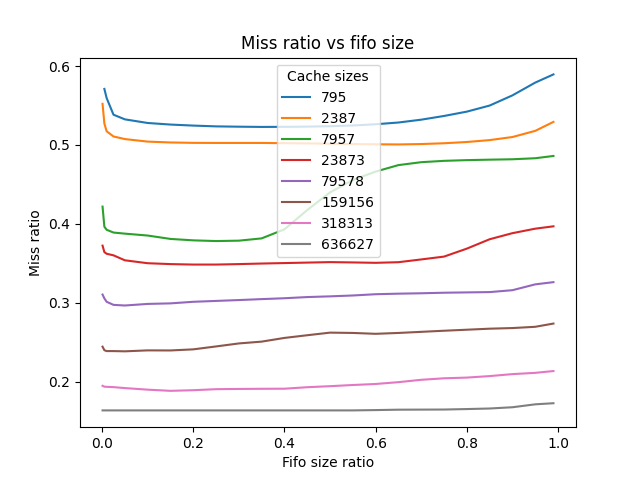 Miss ratio vs fifo size
Cache sizes
795
2387
7957
23873
79578
159156
318313
636627
0.6
0.5
0.4
0.3
0.2
Miss ratio
0.0 0.2 0.4 0.6 0.8 1.0
Fifo size ratio